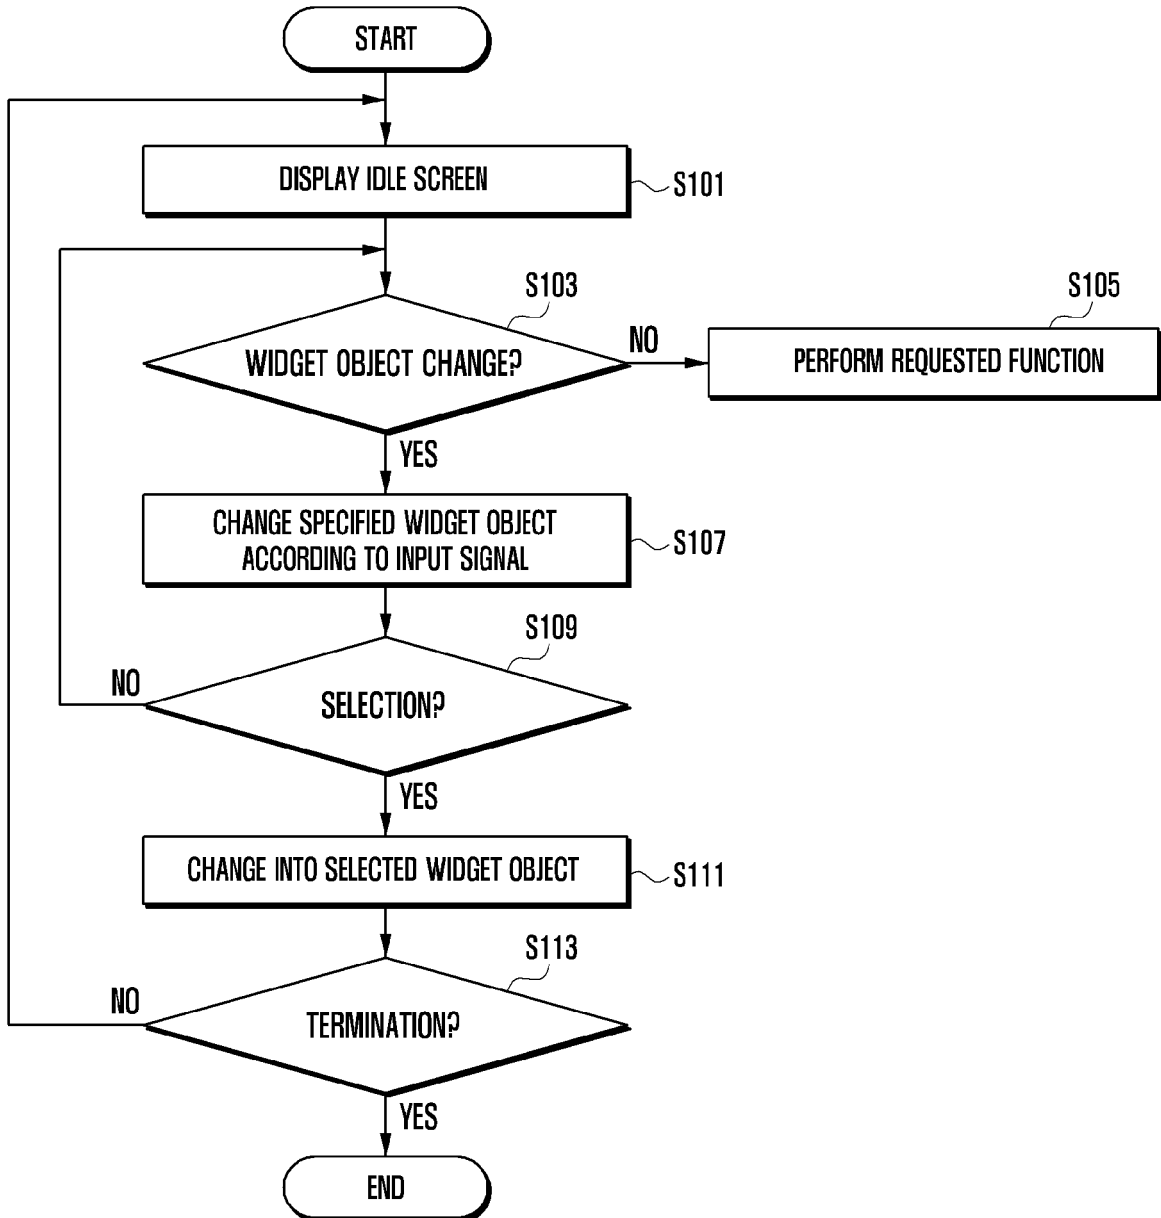 START
DISPLAY IDLE SCREEN
S101
S103
S105
WIDGET OBJECT CHANGE?
NO
PERFORM REQUESTED FUNCTION
YES
CHANGE SPECIFIED WIDGET OBJECT
ACCORDING TO INPUT SIGNAL
S107
S109
NO
SELECTION?
YES
CHANGE INTO SELECTED WIDGET OBJECT
S111
S113
NO
TERMINATION?
YES
END